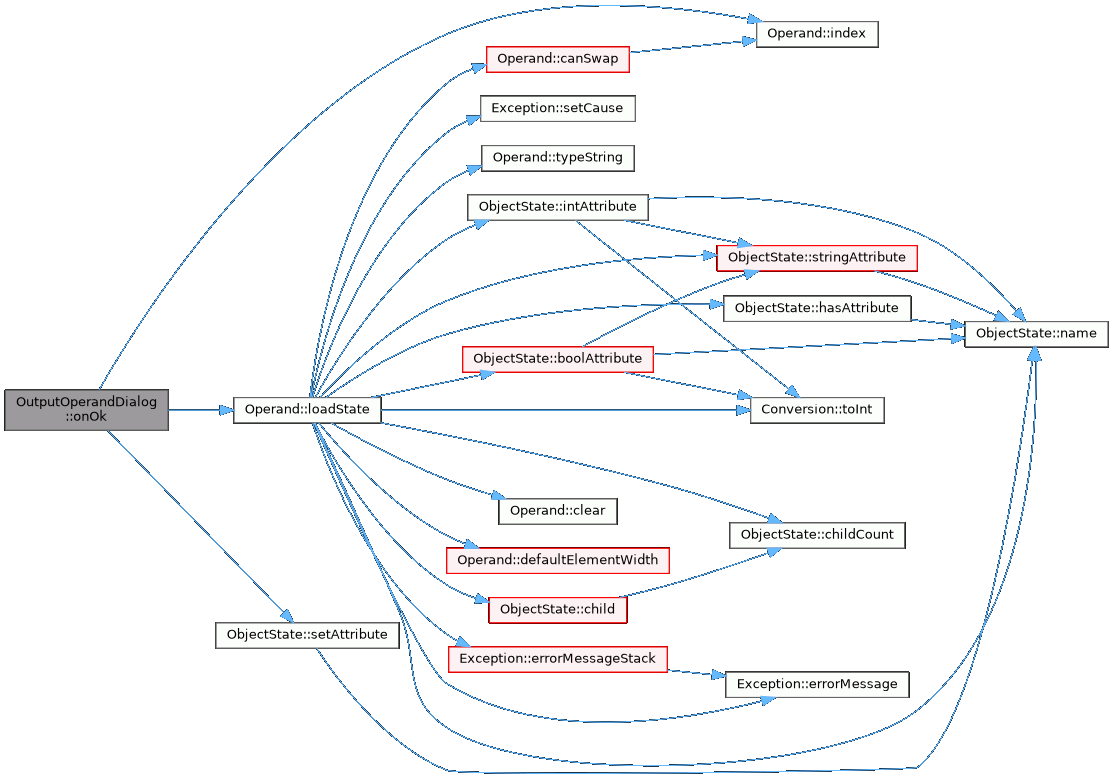 Operand::index
Operand::canSwap
Exception::setCause
Operand::typeString
ObjectState::intAttribute
ObjectState::stringAttribute
ObjectState::hasAttribute
ObjectState::name
ObjectState::boolAttribute
OutputOperandDialog
::onOk
Operand::loadState
Conversion::toInt
Operand::clear
ObjectState::childCount
Operand::defaultElementWidth
ObjectState::child
ObjectState::setAttribute
Exception::errorMessageStack
Exception::errorMessage